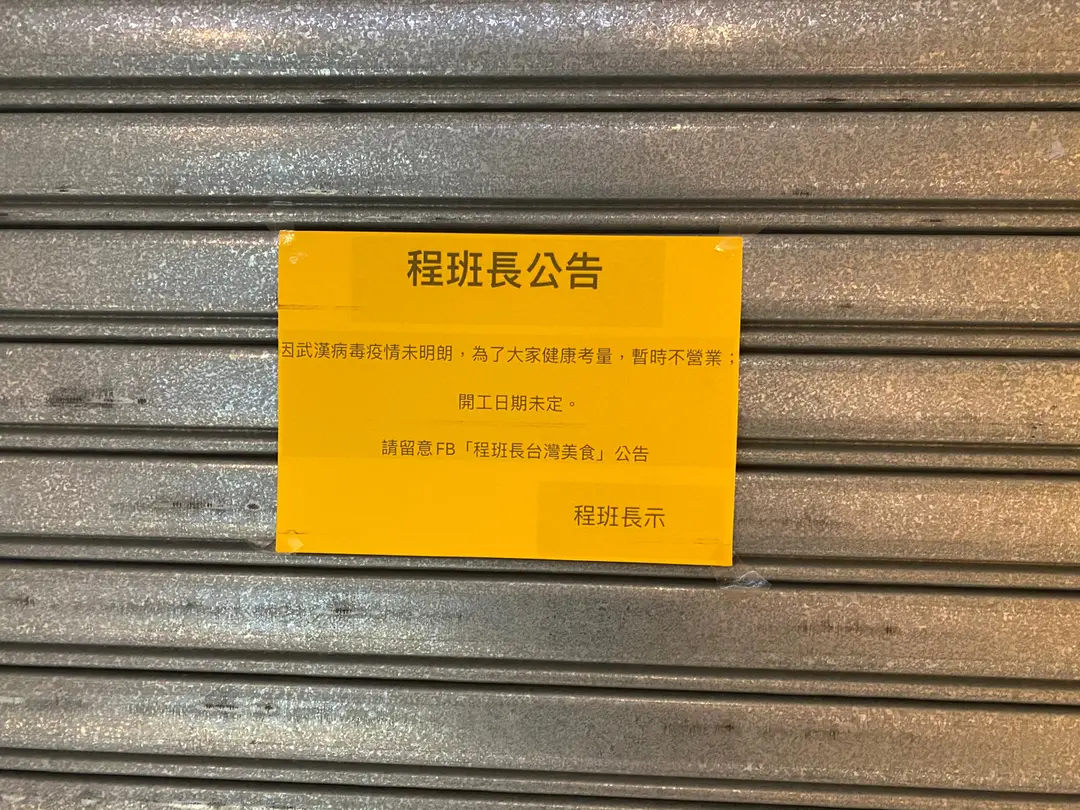 程班長公告
因武漢病毒疫情未明朗，為了大家健康考量，暫時不營業；
開工日期未定。
請留意FB「程班長台灣美食」公告
程班長示